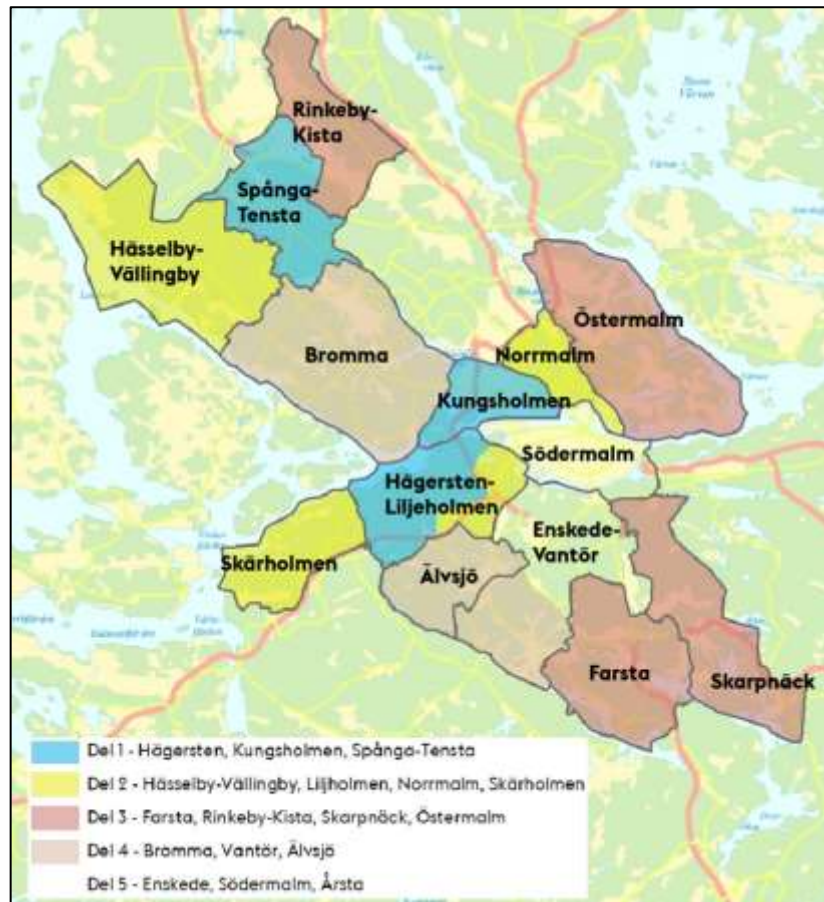 Rinkeby-
Kista
Spånga-
Tensta
Hässelby-
Vällingby
Östermalm
Bromma
Norrmalm
Kungsholmen
Södermalm
Hägersten-
Liljeholmen
Enskede-
Vantör
Skärholmen
Älvsjö
Farsta
Skarpnäck
Del 1 - Hägersten, Kungsholmen, Spånga-Tensta
Del 2 - Hässelby-Vällingby, Liljholmen, Norrmalm, Skärholmen
Del 3 - Farsta, Rinkeby-Kista, Skarpnäck, Östermalm
Del 4 - Bromma, Vantör, Älvsjö
Del 5 - Enskede, Södermalm, Årsta